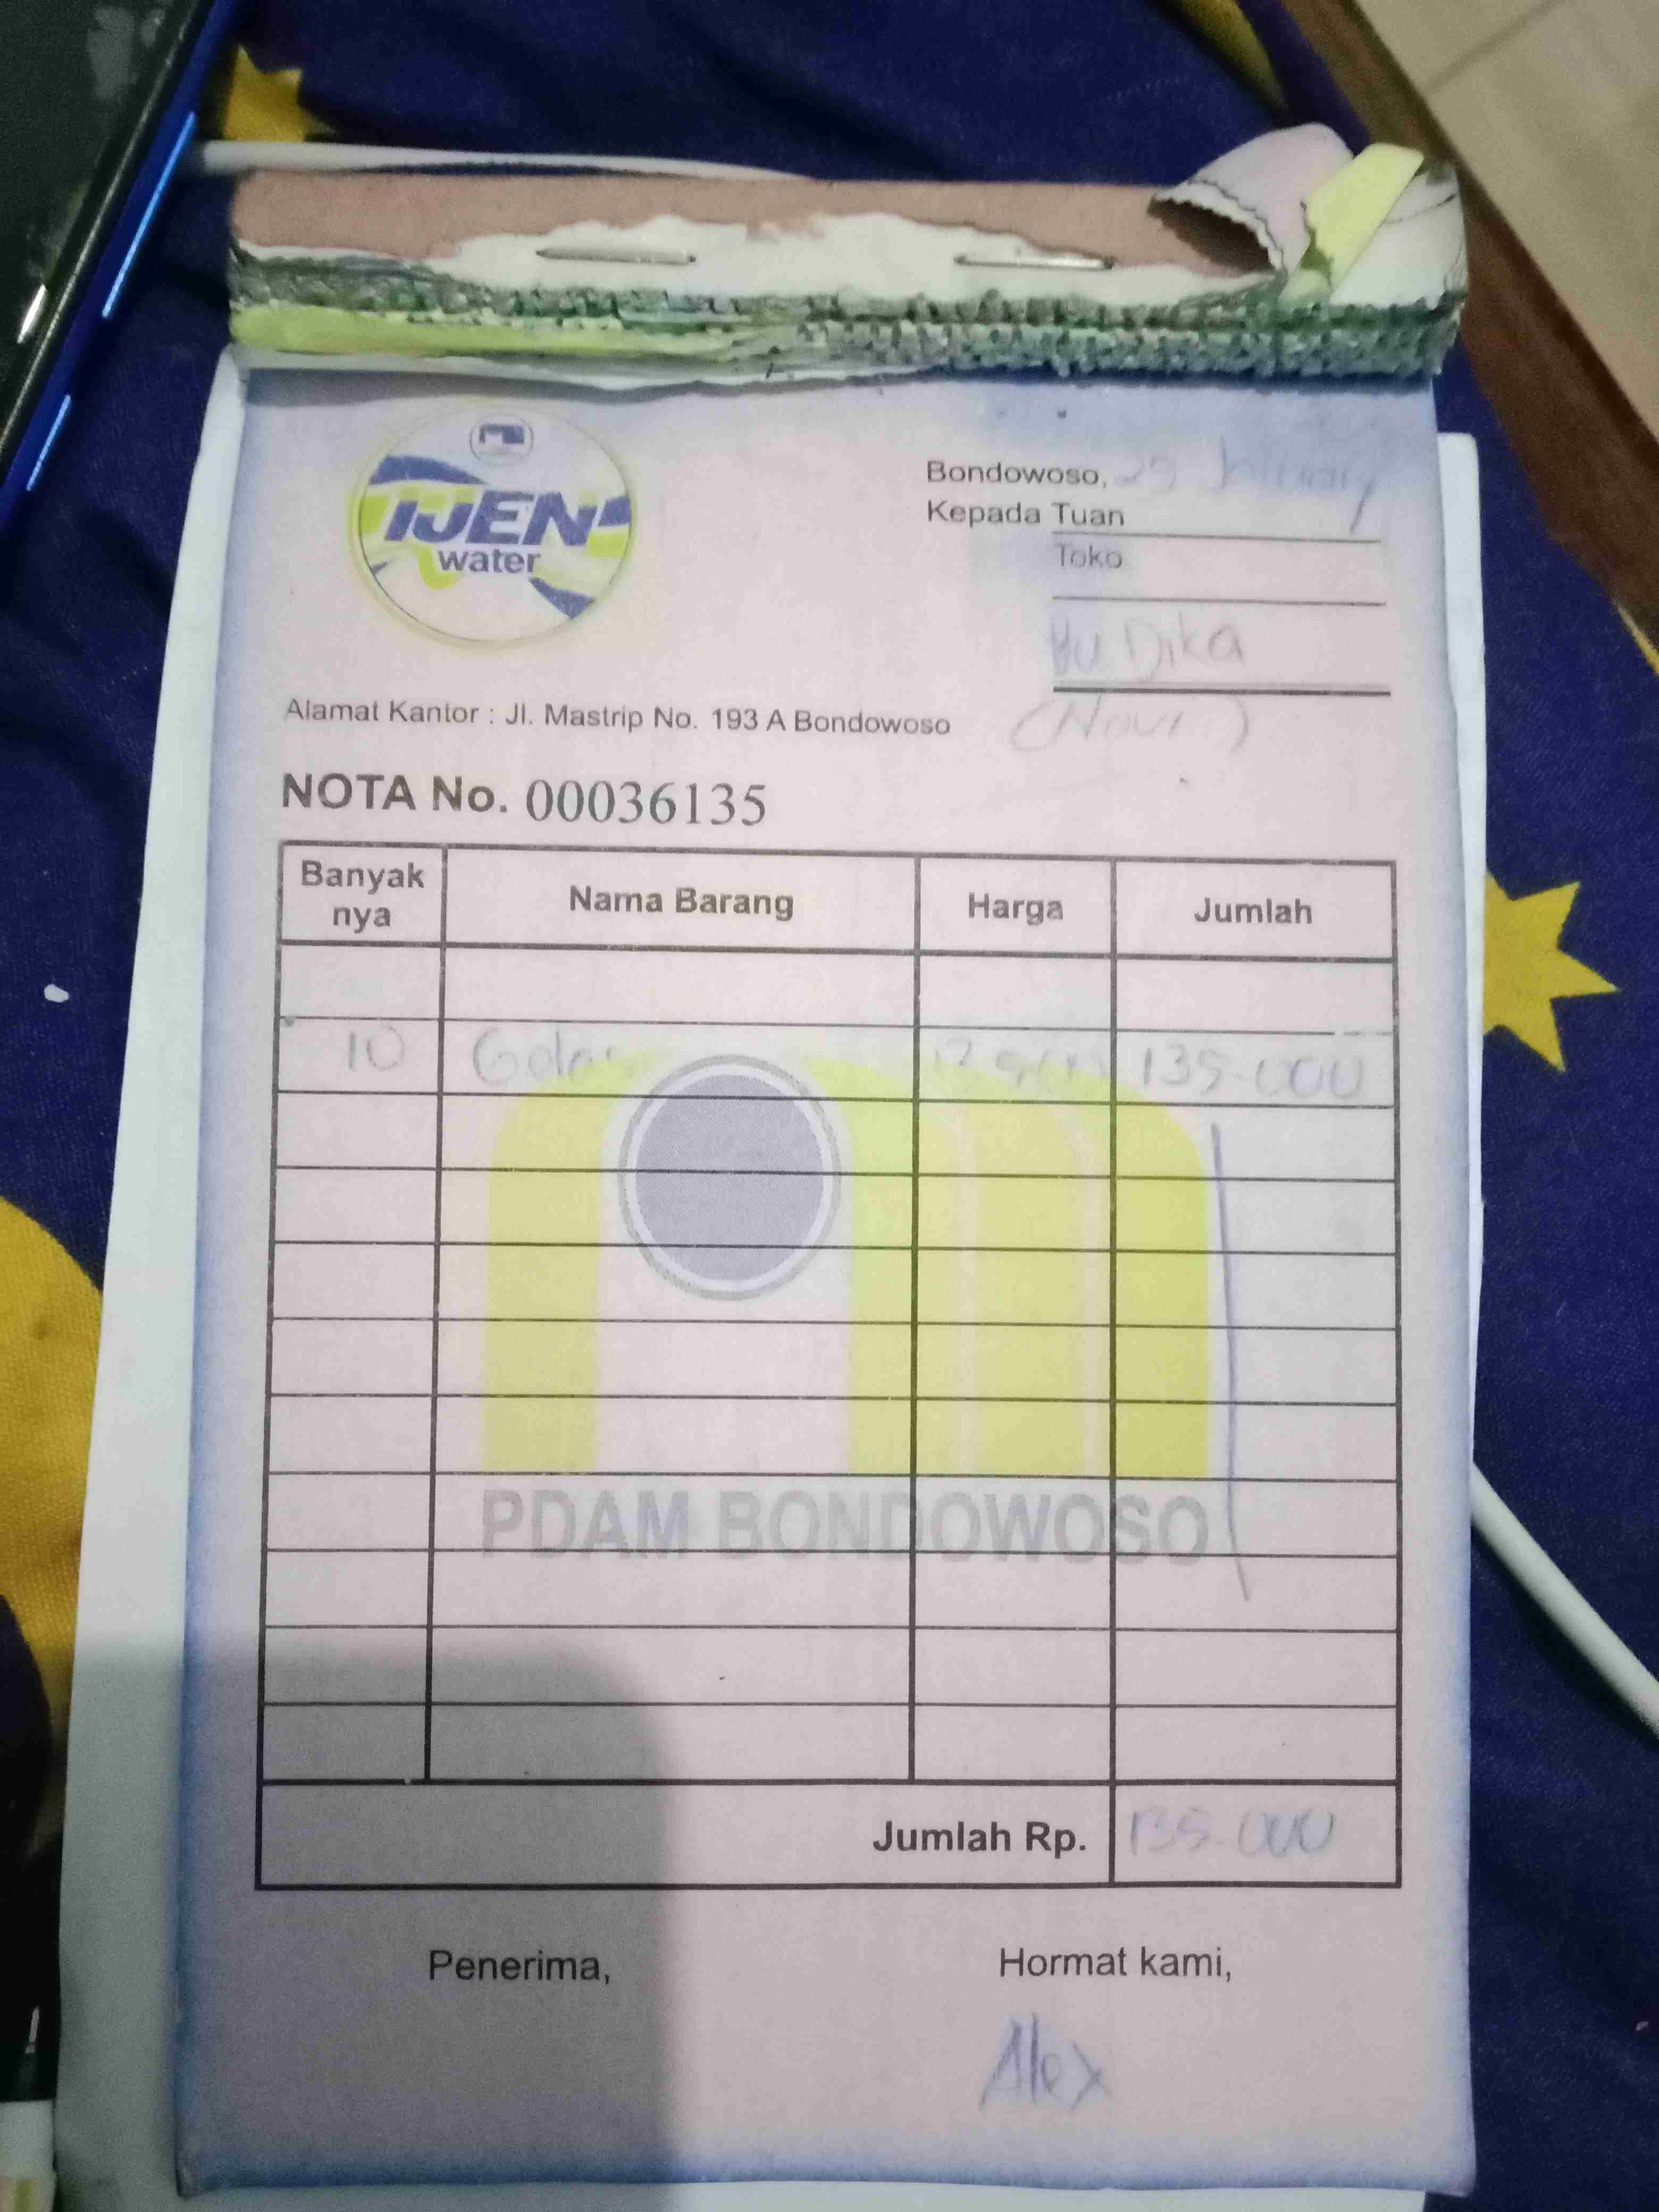 IJEN
water
Bondowoso, 25 January
Kepada Tuan
Toko
Bu Dika
(Novi)
Alamat Kantor : Jl. Mastrip No. 193 A Bondowoso
NOTA No. 00036135
Banyak nya Nama Barang Harga Jumlah
10 Gelas 13.500 135.000
PDAM BONDOWOSO
Jumlah Rp. 135.000
Penerima, Hormat kami,
Alex